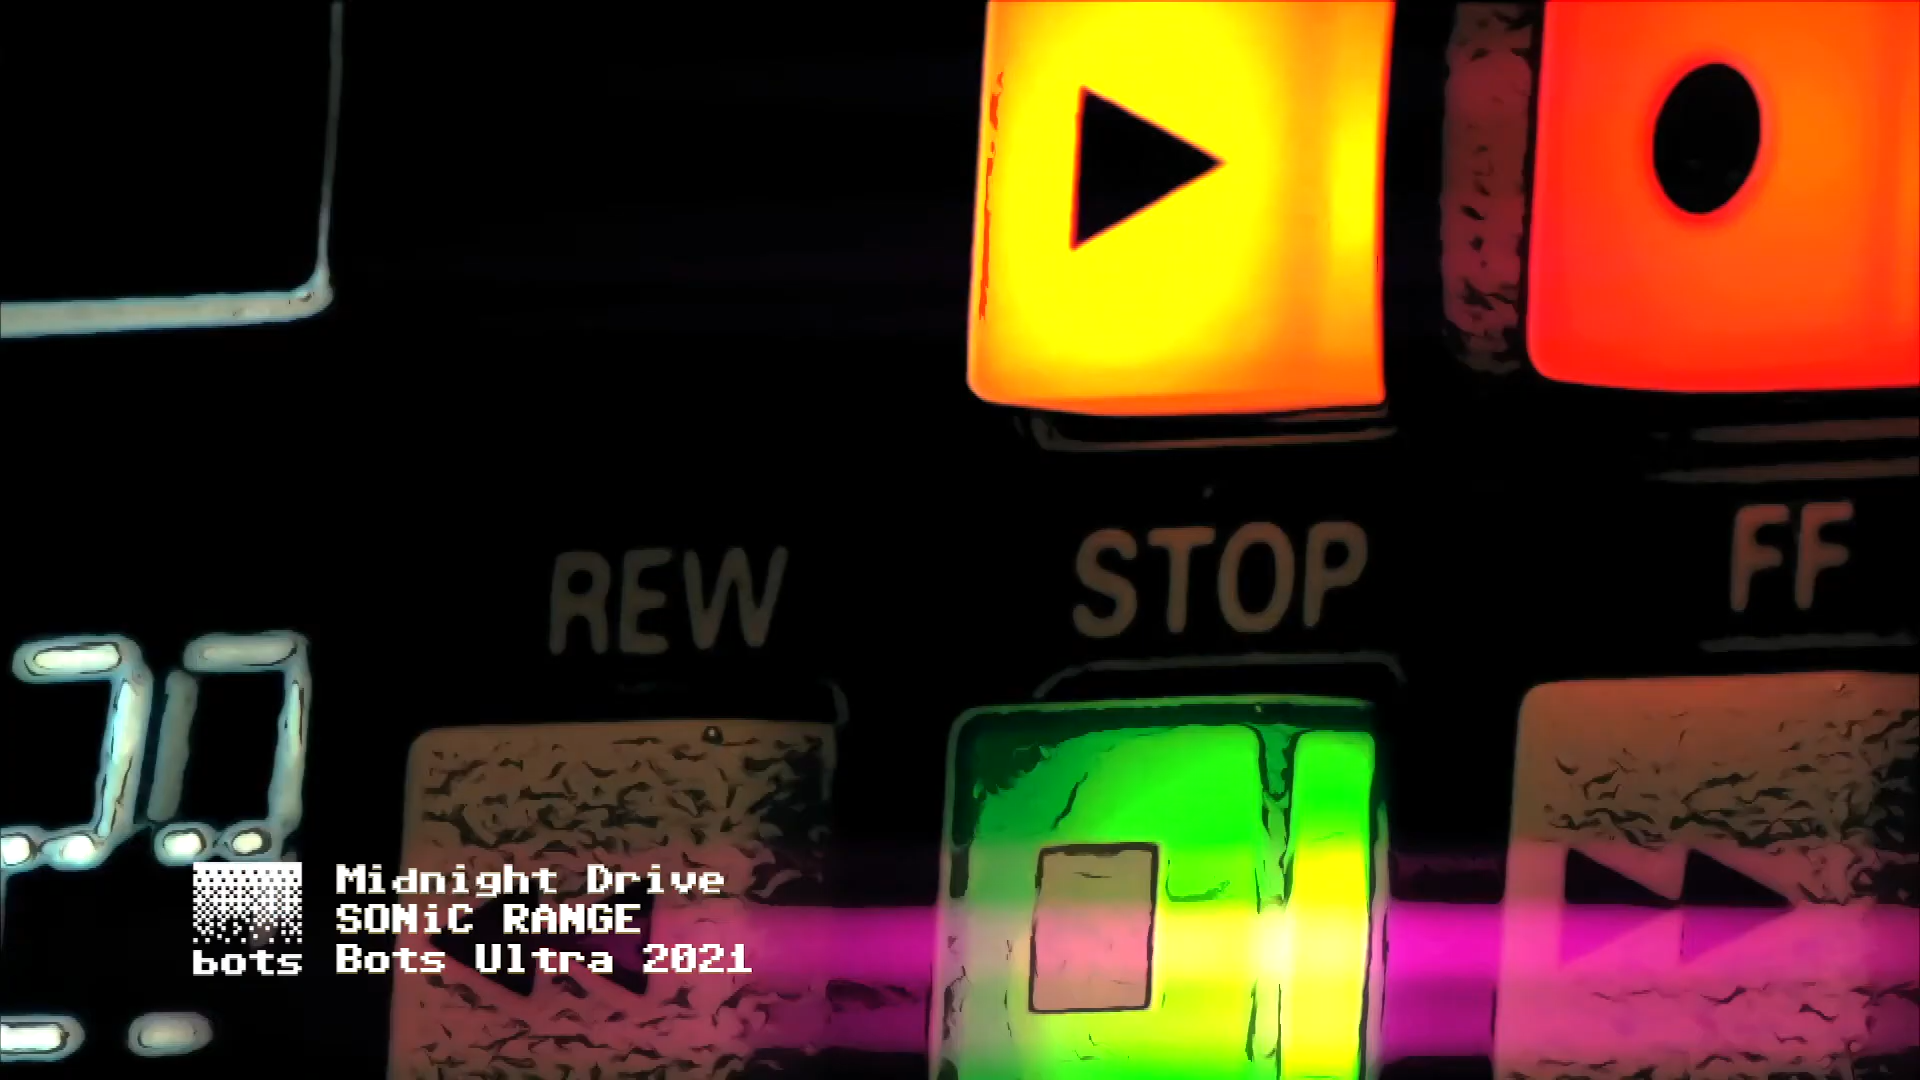 REW
STOP
FF
bots
Midnight Drive
SONiC RANGE
Bots Ultra 2021